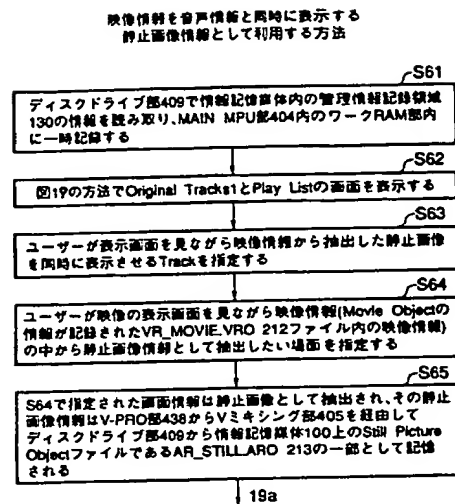 映像情報を音声情報と同時に表示する
静止画像情報として利用する方法
S61
ディスクドライブ部409で情報記憶媒体内の管理情報記録領域
130の情報を読み取り、MAIN MPU部404内のワークRAM部内
に一時記録する
S62
図19の方法でOriginal Tracks1とPlay Listの画面を表示する
S63
ユーザーが表示画面を見ながら映像情報から抽出した静止画像
を同時に表示させるTrackを指定する
S64
ユーザーが映像の表示画面を見ながら映像情報(Movie Objectの
情報が記録されたVR_MOVIE.VRO 212ファイル内の映像情報)
の中から静止画像情報として抽出したい場面を指定する
S65
S64で指定された画面情報は静止画像として抽出され、その静止
画像情報はV-PRO部438からVミキシング部405を経由して
ディスクドライブ部409から情報記憶媒体100上のStill Picture
ObjectファイルであるAR_STILL.ARO 213の一部として記憶
される
19a